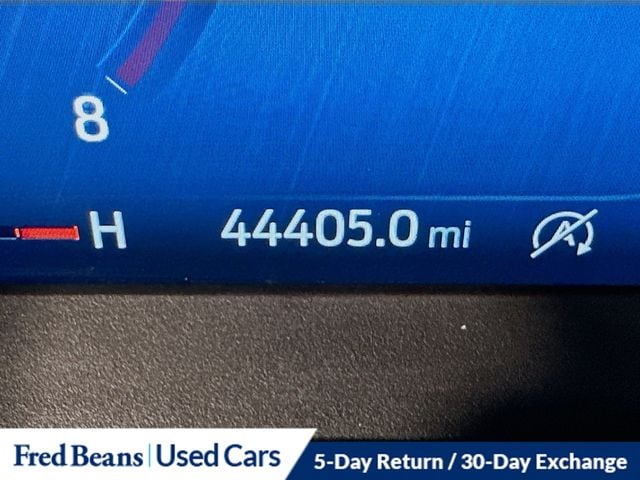 8
H 44405.0 mi A
Fred Beans | Used Cars 5-Day Return / 30-Day Exchange